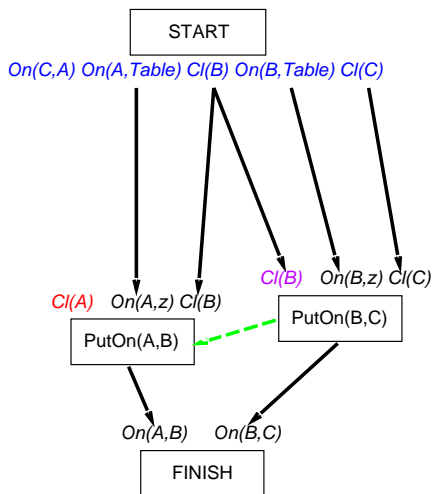 START
On(C,A) On(A,Table) Cl(B) On(B,Table) Cl(C)
Cl(B) On(B,z) Cl(C)
Cl(A) On(A,z) Cl(B)
PutOn(B,C)
PutOn(A,B)
On(A,B) On(B,C)
FINISH